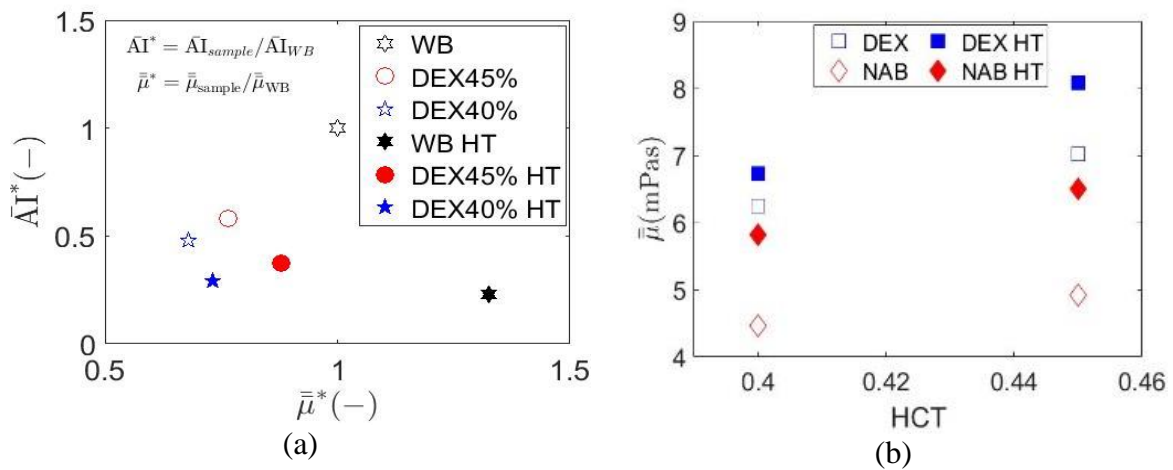 1.5
1
0.5
0
ĀI*(−)
ĀI* = ĀI_sample/ĀI_WB
μ̿* = μ̿_sample/μ̿_WB
WB
DEX45%
DEX40%
WB HT
DEX45% HT
DEX40% HT
0.5 1 1.5
μ̿*(−)
(a)
9
8
7
6
5
4
μ̿(mPas)
DEX DEX HT
NAB NAB HT
0.4 0.42 0.44 0.46
HCT
(b)